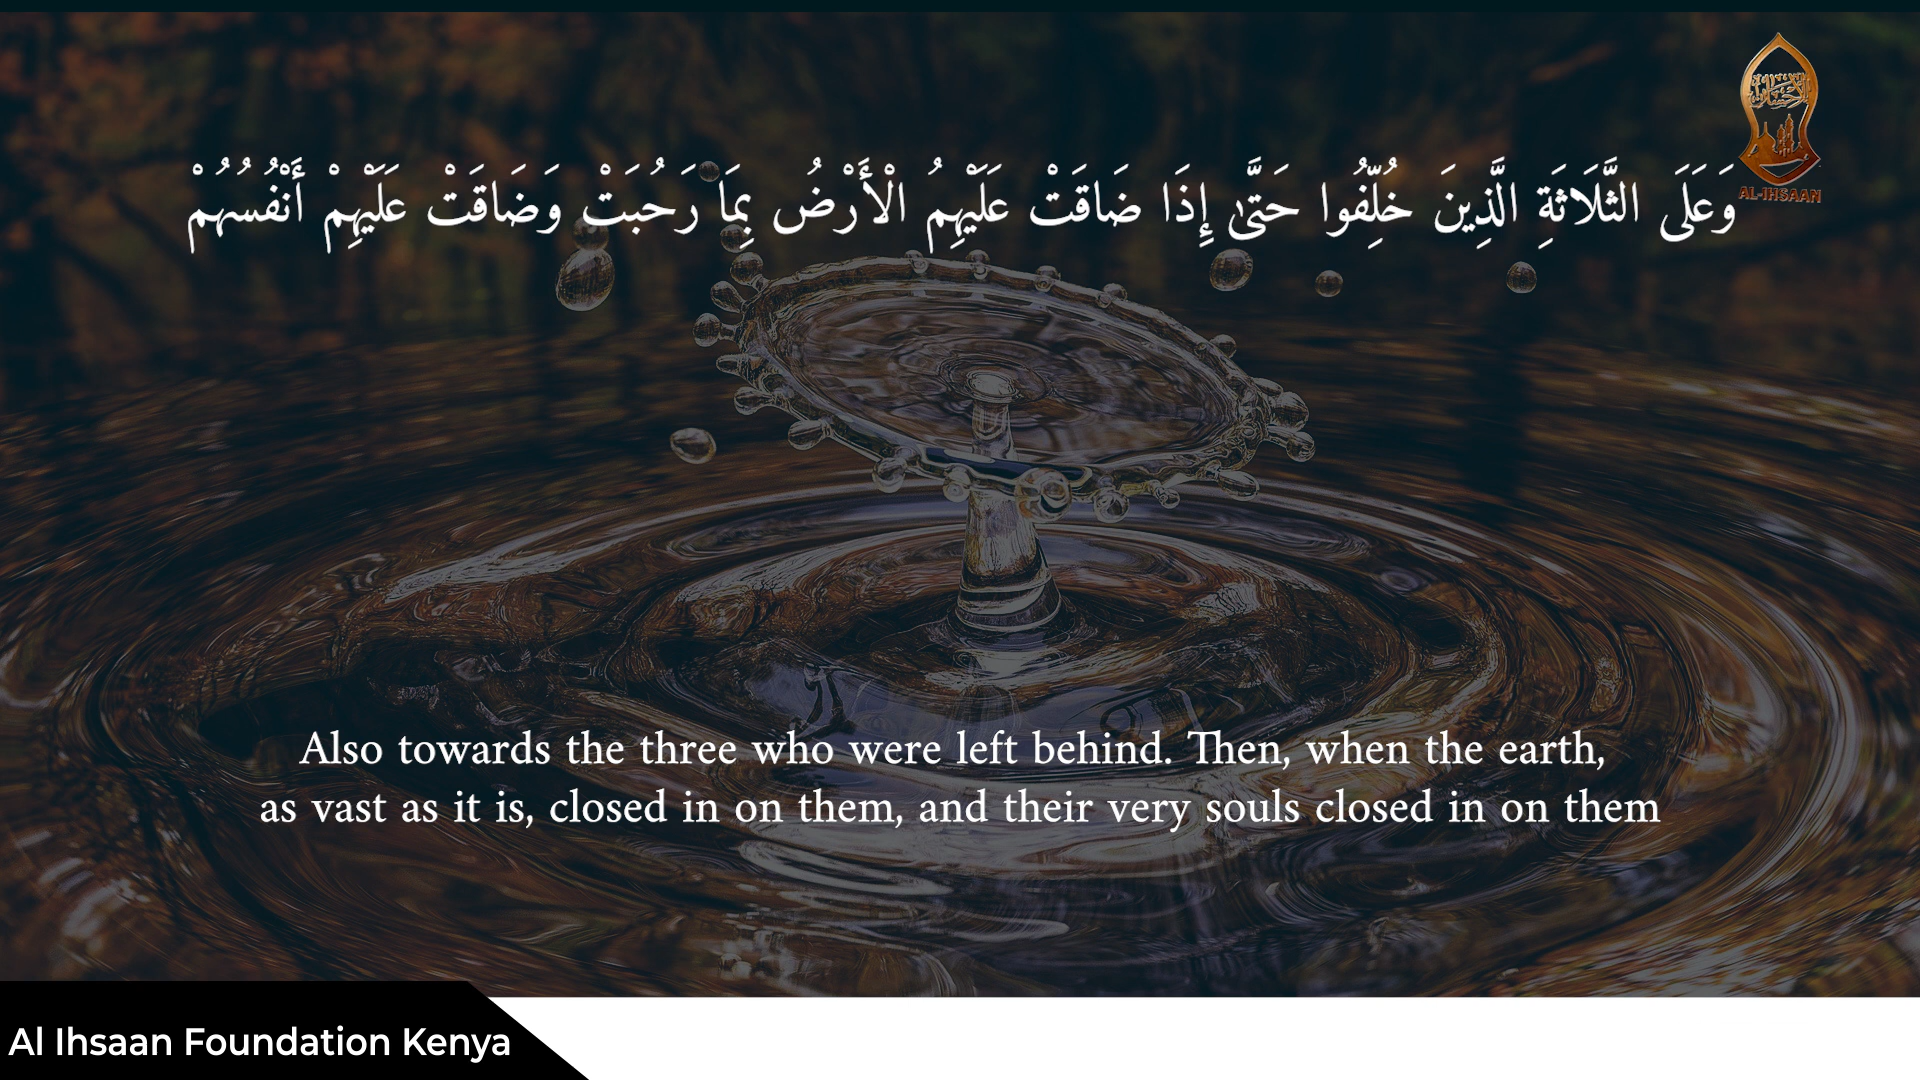 وَعَلَى الثَّلَاثَةِ الَّذِينَ خُلِّفُوا حَتَّىٰ إِذَا ضَاقَتْ عَلَيْهِمُ الْأَرْضُ بِمَا رَحُبَتْ وَضَاقَتْ عَلَيْهِمْ أَنْفُسُهُمْ
AL-IHSAAN
Also towards the three who were left behind. Then, when the earth,
as vast as it is, closed in on them, and their very souls closed in on them
Al Ihsaan Foundation Kenya